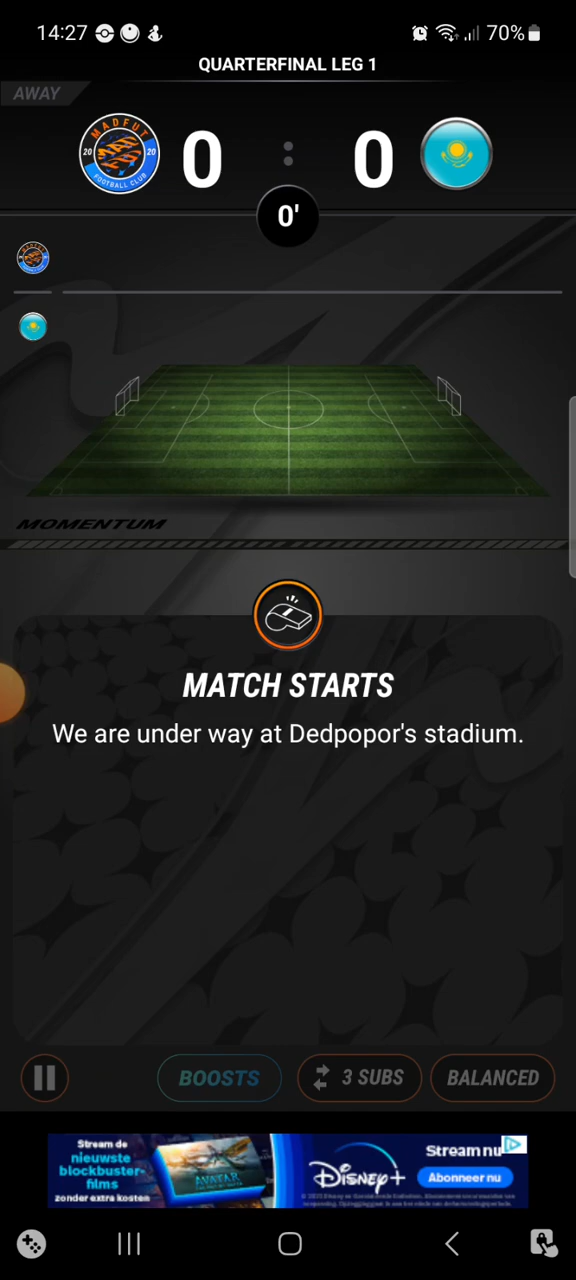 14:27
70%
QUARTERFINAL LEG 1
AWAY
MADFUT
20 20
FOOTBALL CLUB
0 : 0
0'
MOMENTUM
MATCH STARTS
We are under way at Dedpopor's stadium.
BOOSTS
3 SUBS
BALANCED
Stream de
nieuwste
blockbuster-
films
zonder extra kosten
AVATAR
Disney+
Stream nu
Abonneer nu